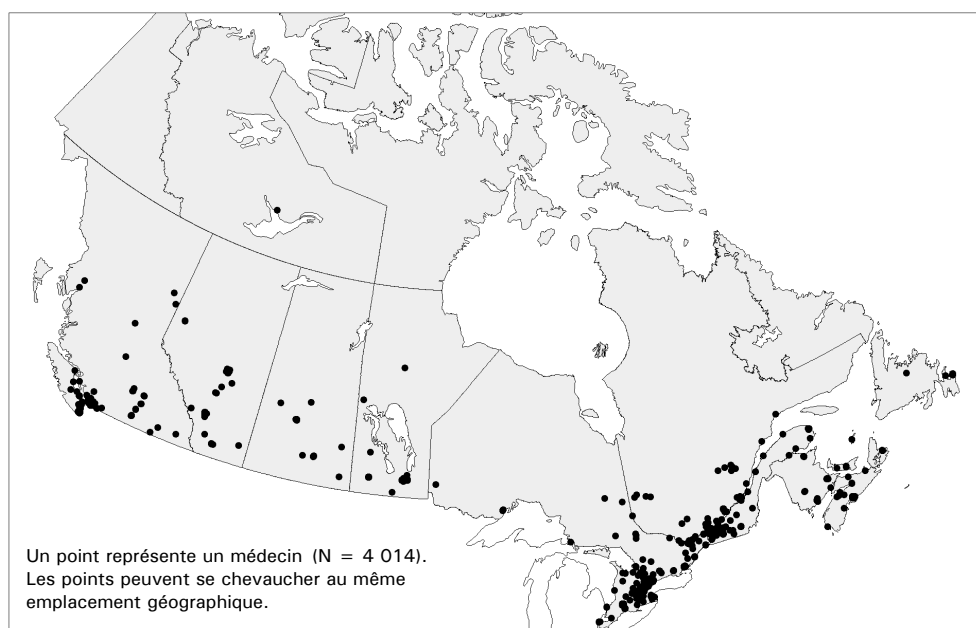 Un point représente un médecin (N = 4 014).
Les points peuvent se chevaucher au même
emplacement géographique.